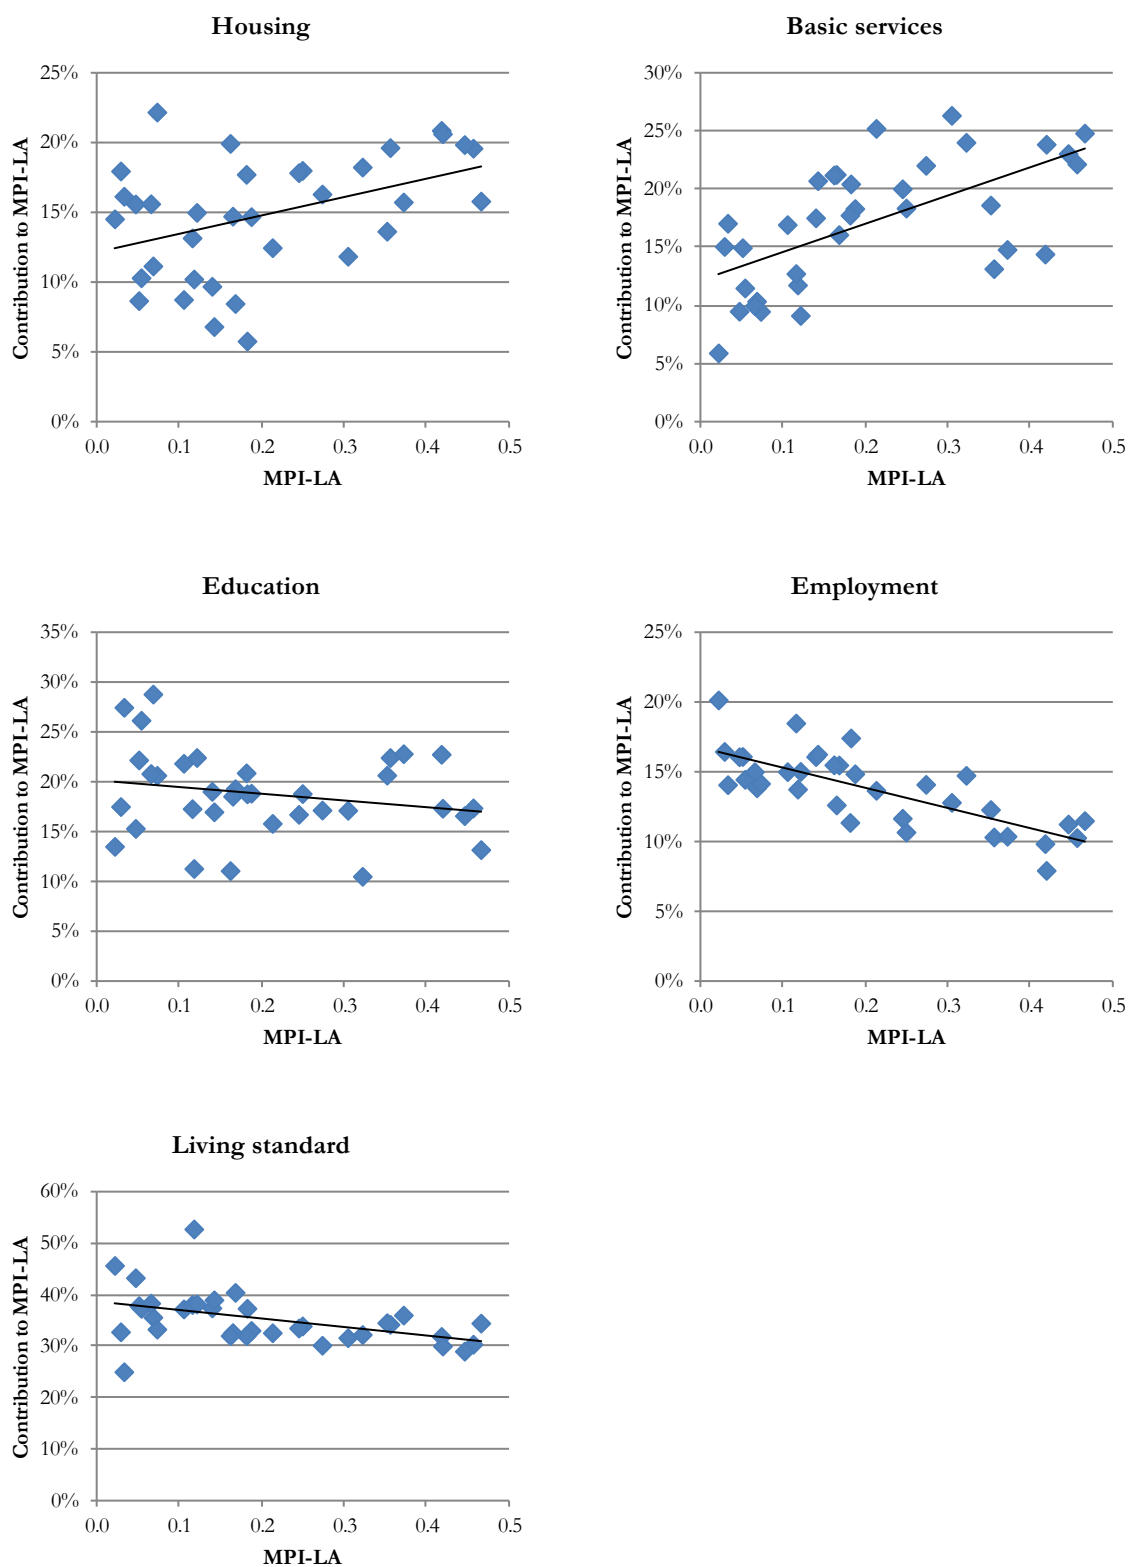 Housing
Contribution to MPI-LA
25%
20%
15%
10%
5%
0%
0.0 0.1 0.2 0.3 0.4 0.5
MPI-LA
Basic services
Contribution to MPI-LA
30%
25%
20%
15%
10%
5%
0%
0.0 0.1 0.2 0.3 0.4 0.5
MPI-LA
Education
Contribution to MPI-LA
35%
30%
25%
20%
15%
10%
5%
0%
0.0 0.1 0.2 0.3 0.4 0.5
MPI-LA
Employment
Contribution to MPI-LA
25%
20%
15%
10%
5%
0%
0.0 0.1 0.2 0.3 0.4 0.5
MPI-LA
Living standard
Contribution to MPI-LA
60%
50%
40%
30%
20%
10%
0%
0.0 0.1 0.2 0.3 0.4 0.5
MPI-LA